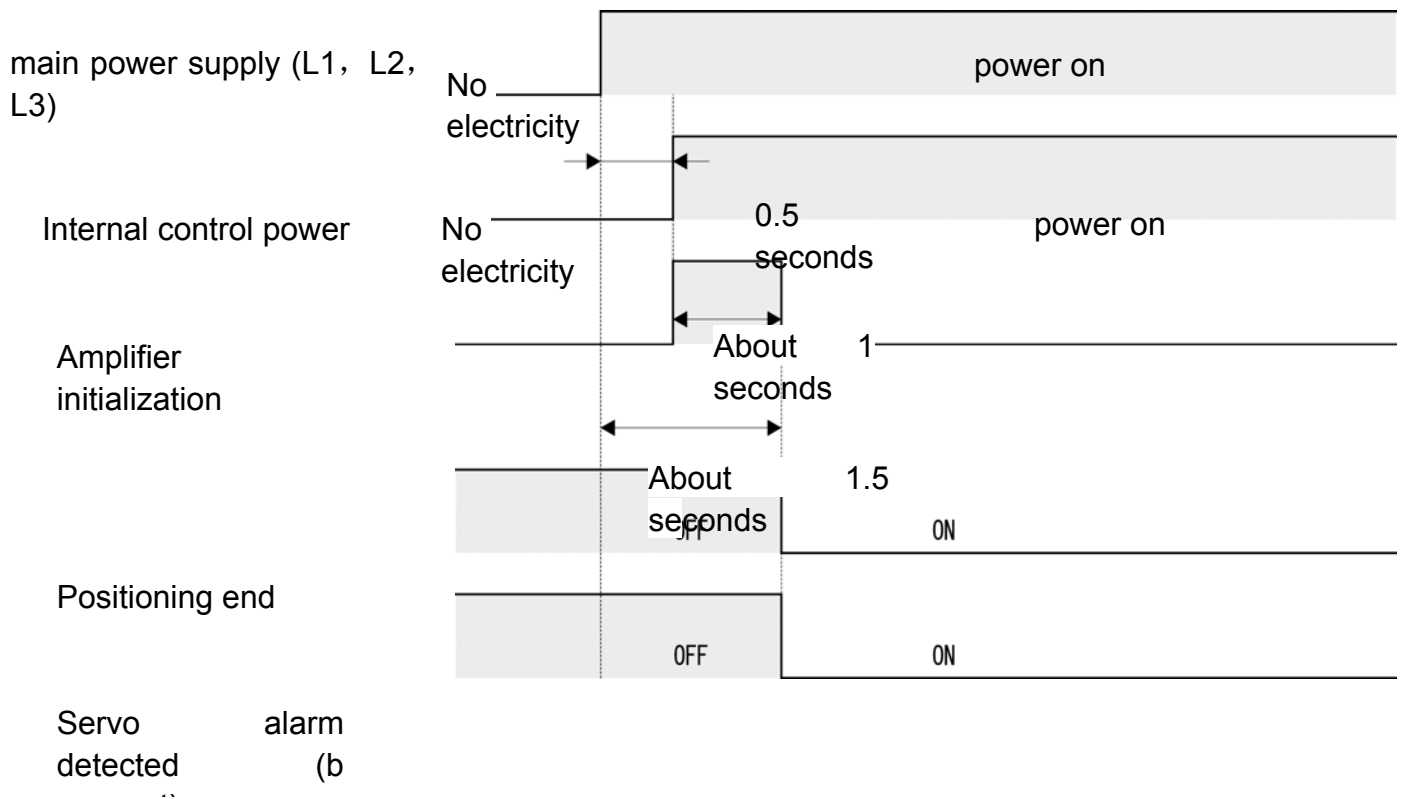 main power supply (L1，L2，
L3)
No
electricity
power on
Internal control power
No
electricity
0.5
seconds
power on
Amplifier
initialization
About 1
seconds
About 1.5
seconds
OFF
ON
Positioning end
OFF
ON
Servo alarm
detected (b